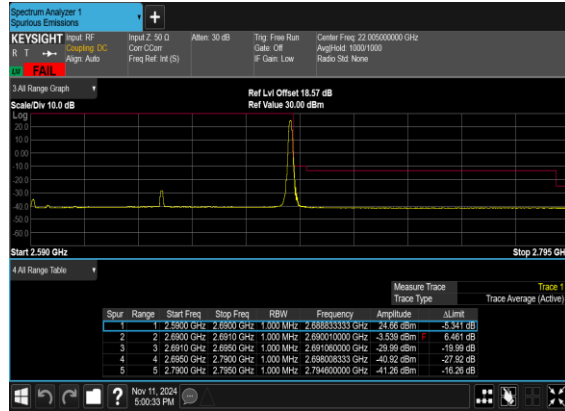 Spectrum Analyzer 1
Spurious Emissions
+
KEYSIGHT Input: RF Input Z: 50 Ω Atten: 30 dB Trig: Free Run Center Freq: 22.005000000 GHz
R T Coupling: DC Corr CCorr Gate: Off Avg|Hold: 1000/1000
Align: Auto Freq Ref: Int (S) IF Gain: Low Radio Std: None
LV FAIL
3 All Range Graph
Ref Lvl Offset 18.57 dB
Scale/Div 10.0 dB Ref Value 30.00 dBm
Log
20.0
10.0
0.00
-10.0
-20.0
-30.0
-40.0
-50.0
-60.0
Start 2.590 GHz Stop 2.795 GH
4 All Range Table
Measure Trace Trace 1
Trace Type Trace Average (Active)
Spur Range Start Freq Stop Freq RBW Frequency Amplitude ΔLimit
1 1 2.5900 GHz 2.6900 GHz 1.000 MHz 2.688833333 GHz 24.66 dBm -5.341 dB
2 2 2.6900 GHz 2.6910 GHz 1.000 MHz 2.690010000 GHz -3.539 dBm F 6.461 dB
3 3 2.6910 GHz 2.6950 GHz 1.000 MHz 2.691060000 GHz -29.99 dBm -19.99 dB
4 4 2.6950 GHz 2.7900 GHz 1.000 MHz 2.698008333 GHz -40.92 dBm -27.92 dB
5 5 2.7900 GHz 2.7950 GHz 1.000 MHz 2.794600000 GHz -41.26 dBm -16.26 dB
? Nov 11, 2024
5:00:33 PM